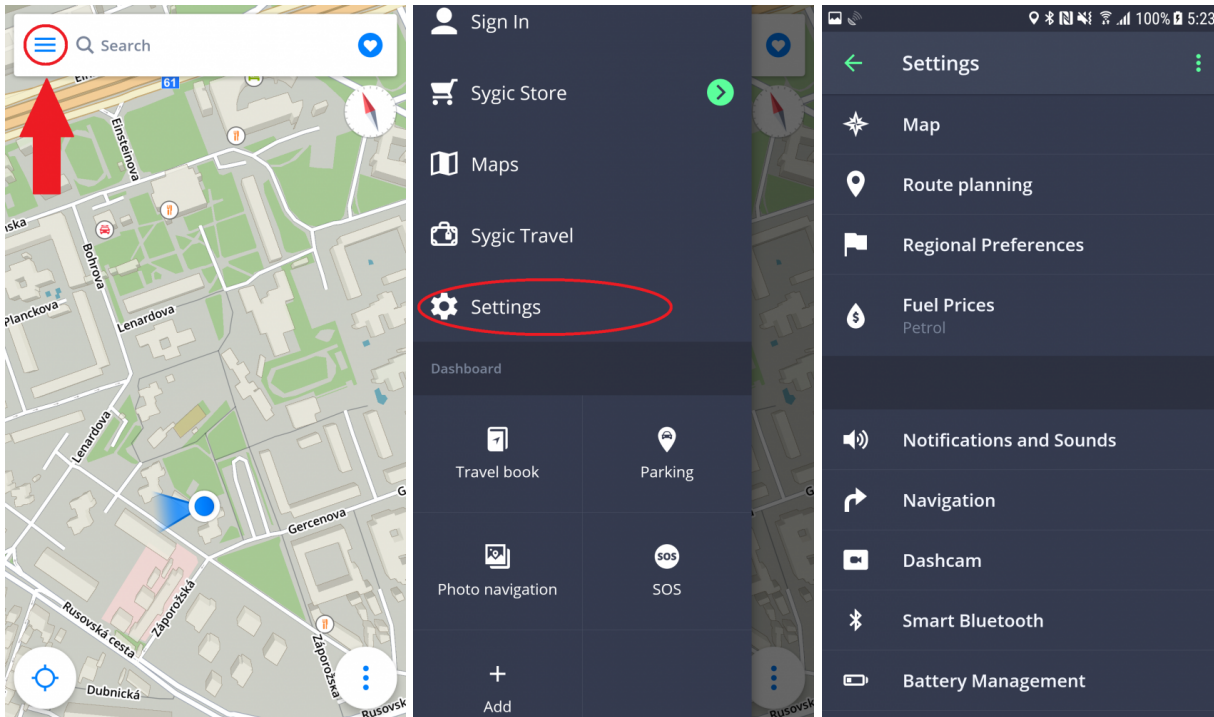 Search
61
Einsteinova
Bohrova
Planckova
Lenardova
Lenardova
Gercenova
Záporožská
Rusovská cesta
Záporožská
Dubnická
Sign In
Sygic Store
Maps
Sygic Travel
Settings
Dashboard
Travel book
Parking
Photo navigation
SOS
SOS
Add
100% 5:23
Settings
Map
Route planning
Regional Preferences
Fuel Prices
Petrol
Notifications and Sounds
Navigation
Dashcam
Smart Bluetooth
Battery Management